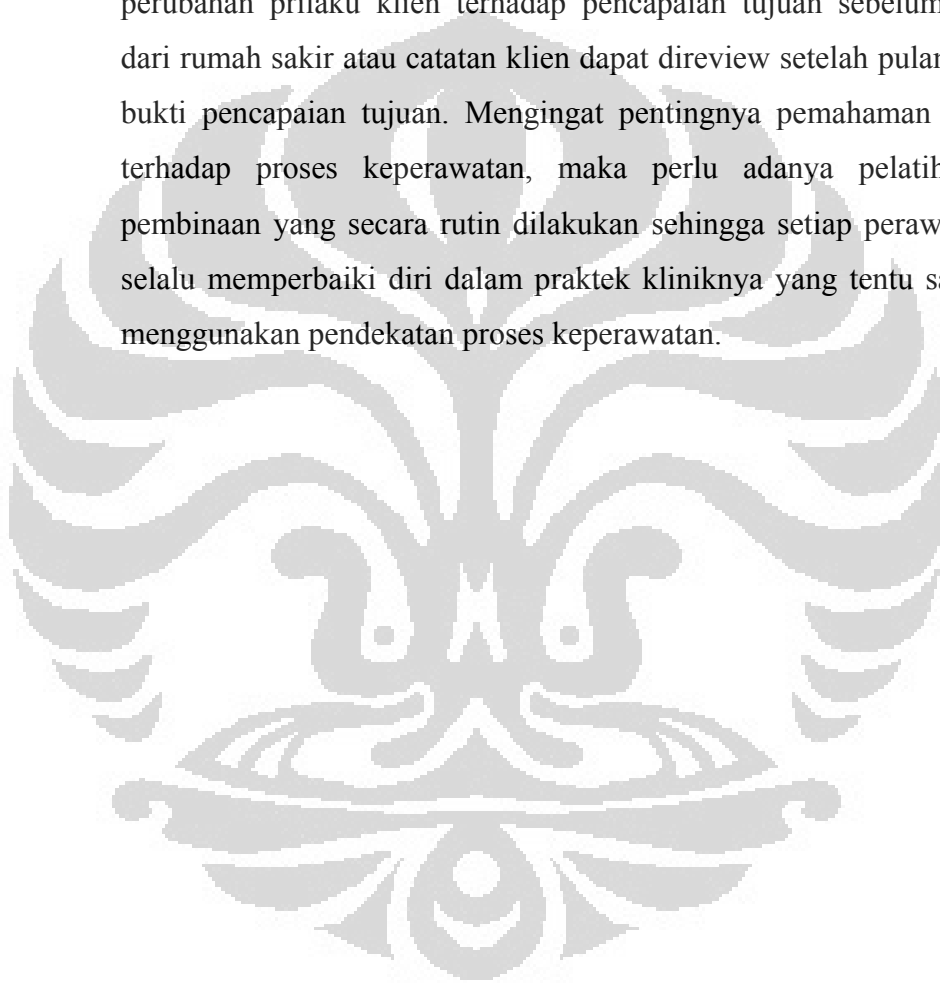 perubahan prilaku klien terhadap pencapaian tujuan sebelum
dari rumah sakir atau catatan klien dapat direview setelah pulan
bukti pencapaian tujuan. Mengingat pentingnya pemahaman
terhadap proses keperawatan, maka perlu adanya pelatih
pembinaan yang secara rutin dilakukan sehingga setiap peraw
selalu memperbaiki diri dalam praktek kliniknya yang tentu sa
menggunakan pendekatan proses keperawatan.